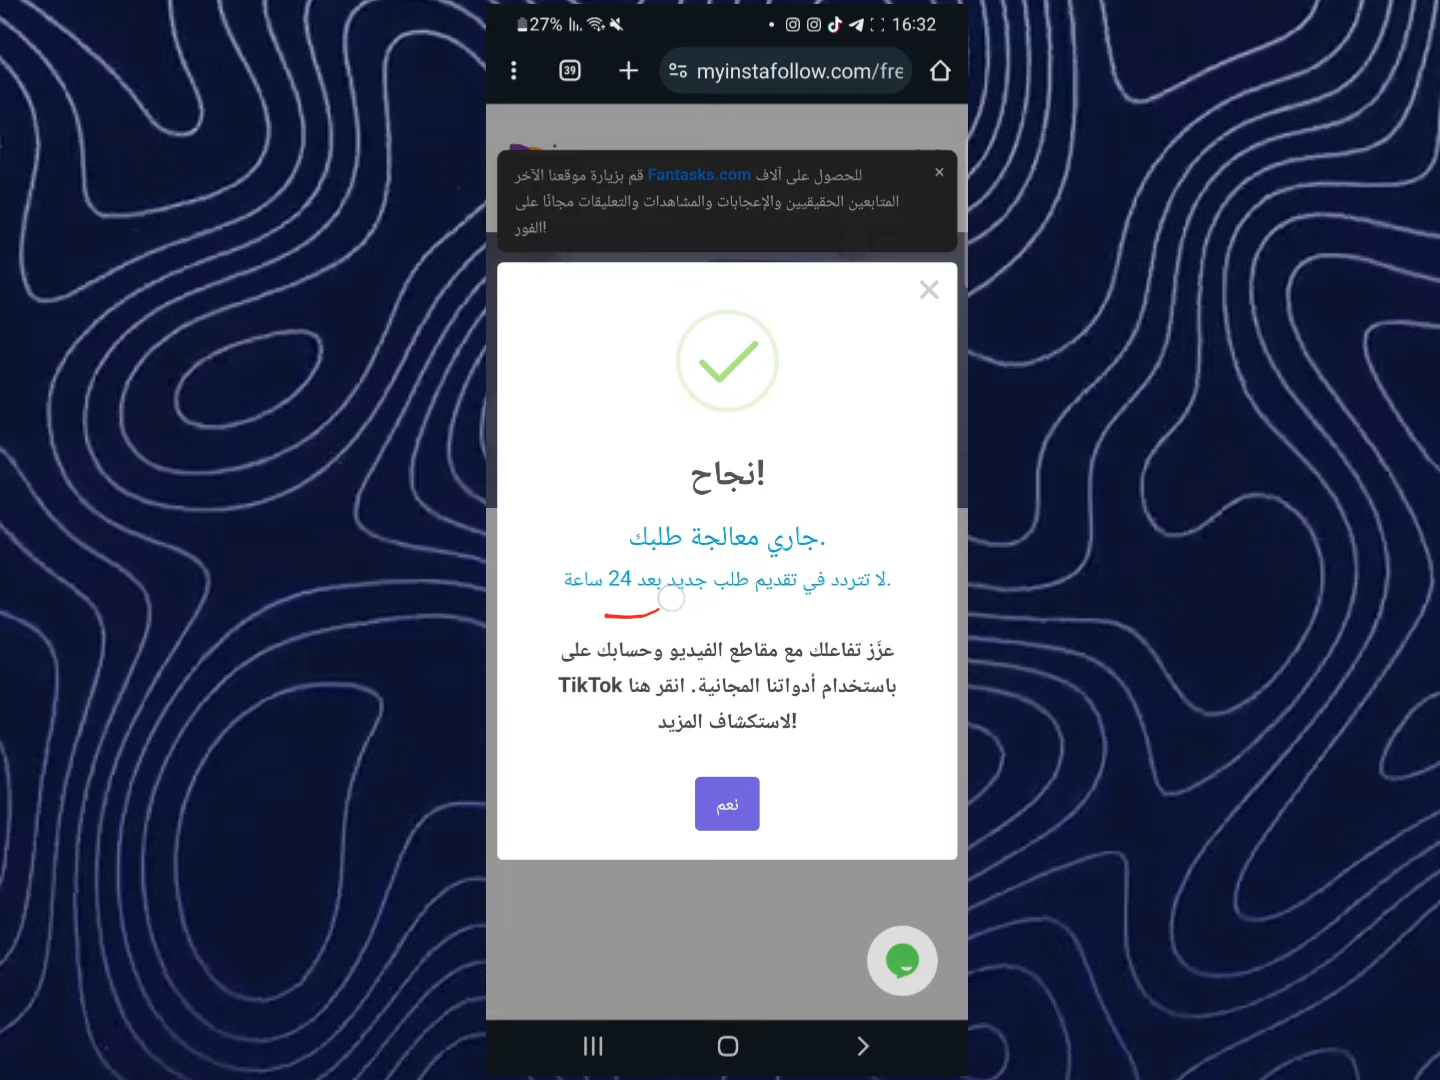 27% 16:32
39 myinstafollow.com/fre
قم بزيارة موقعنا الآخر Fantasks.com للحصول على آلاف
المتابعين الحقيقيين والإعجابات والمشاهدات والتعليقات مجانًا على
الفور!
نجاح!
جاري معالجة طلبك.
لا تتردد في تقديم طلب جديد بعد 24 ساعة.
عزّز تفاعلك مع مقاطع الفيديو وحسابك على
TikTok باستخدام أدواتنا المجانية. انقر هنا
لاستكشاف المزيد!
نعم